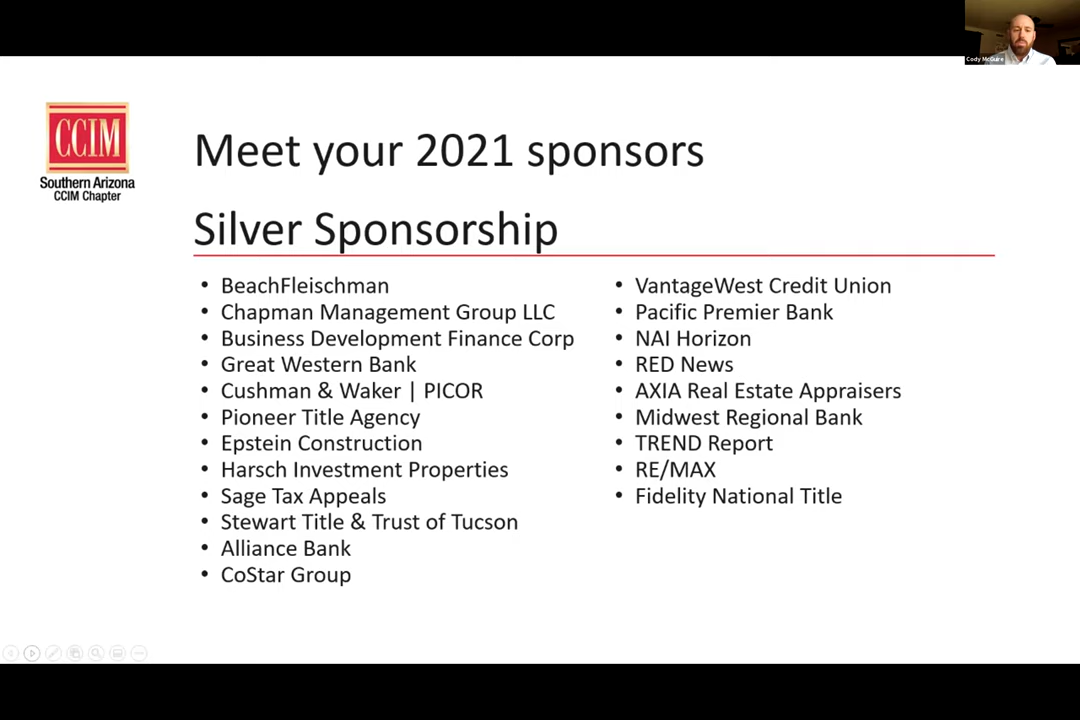 Cody McGuire
CCIM
Southern Arizona
CCIM Chapter
Meet your 2021 sponsors
Silver Sponsorship
• BeachFleischman
• Chapman Management Group LLC
• Business Development Finance Corp
• Great Western Bank
• Cushman & Waker | PICOR
• Pioneer Title Agency
• Epstein Construction
• Harsch Investment Properties
• Sage Tax Appeals
• Stewart Title & Trust of Tucson
• Alliance Bank
• CoStar Group
• VantageWest Credit Union
• Pacific Premier Bank
• NAI Horizon
• RED News
• AXIA Real Estate Appraisers
• Midwest Regional Bank
• TREND Report
• RE/MAX
• Fidelity National Title